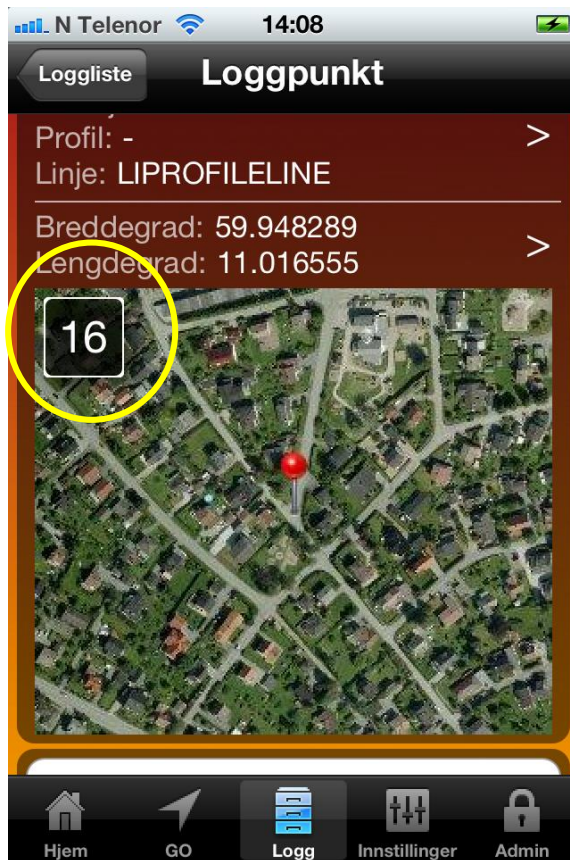 N Telenor 14:08
Loggliste Loggpunkt
Profil: - >
Linje: LIPROFILELINE
Breddegrad: 59.948289
Lengdegrad: 11.016555 >
16
Hjem GO Logg Innstillinger Admin